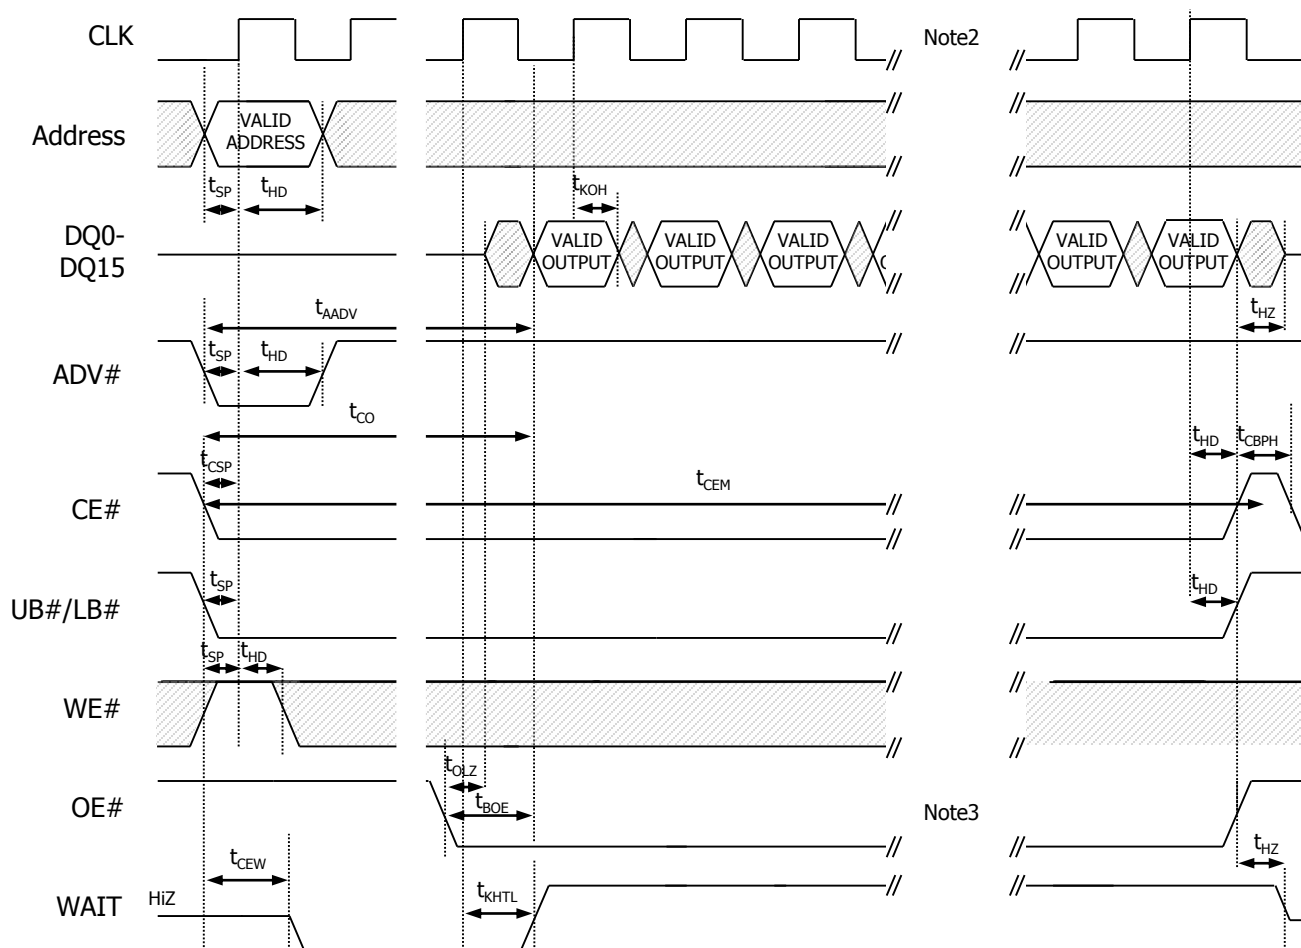 CLK
Note2
Address
VALID
ADDRESS
tSP
tHD
tKOH
DQ0-
DQ15
VALID
OUTPUT
VALID
OUTPUT
VALID
OUTPUT
VALID
OUTPUT
VALID
OUTPUT
tAADV
tHZ
ADV#
tSP
tHD
tCO
tHD
tCBPH
tCSP
tCEM
CE#
tSP
tHD
UB#/LB#
tSP
tHD
WE#
tOLZ
OE#
tBOE
Note3
tCEW
tHZ
WAIT
HiZ
tKHTL